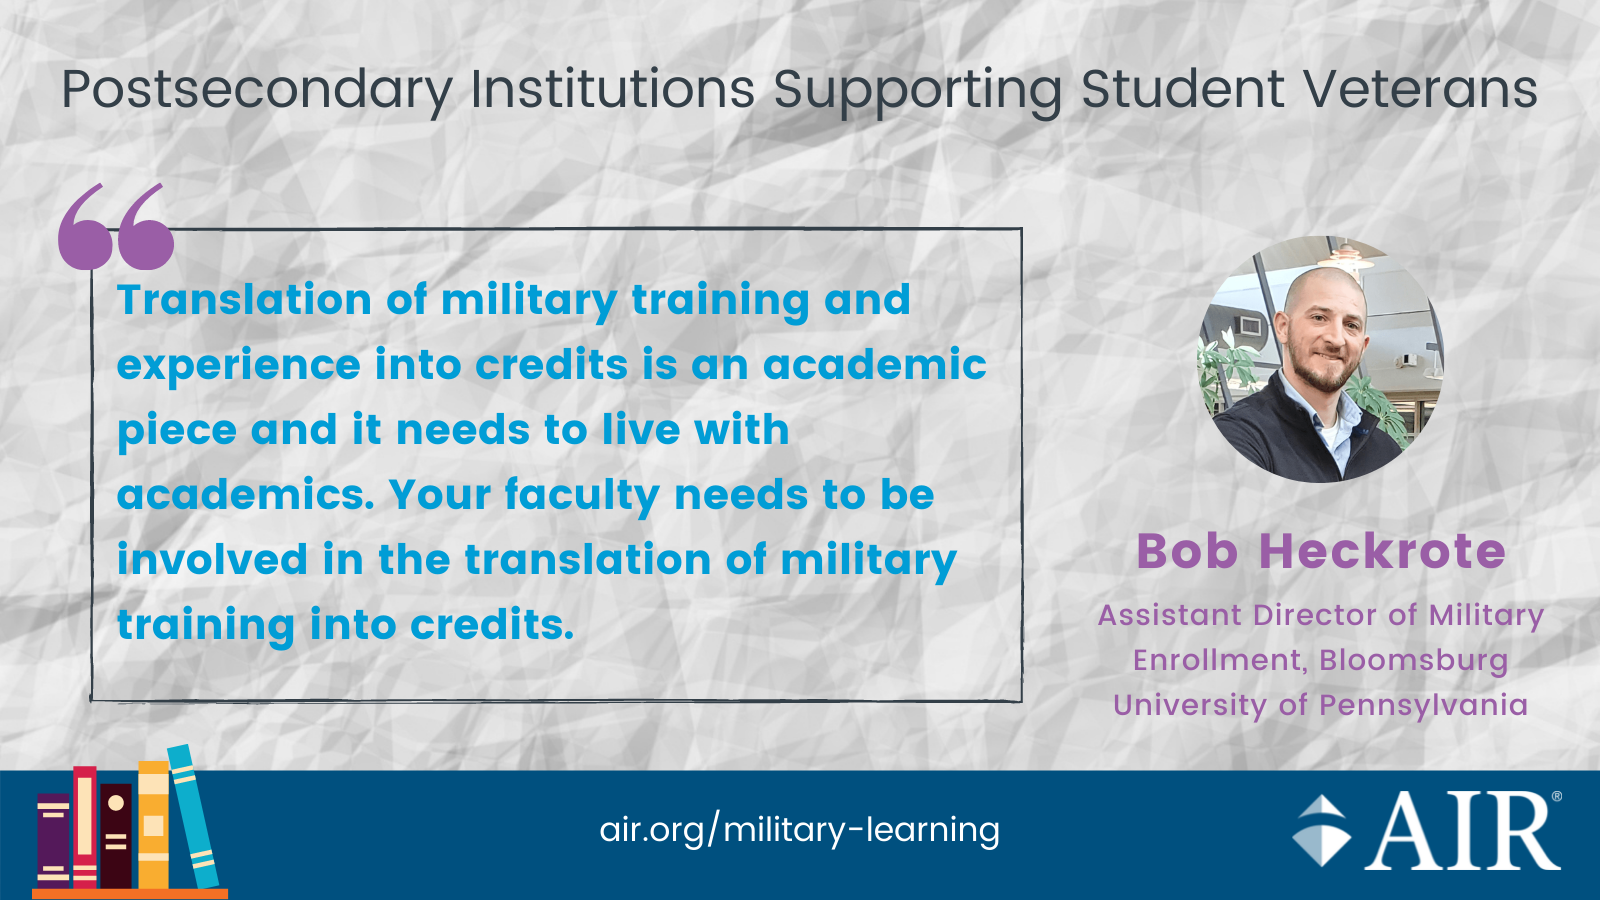 Postsecondary Institutions Supporting Student Veterans
Translation of military training and
experience into credits is an academic
piece and it needs to live with
academics. Your faculty needs to be
involved in the translation of military
training into credits.
Bob Heckrote
Assistant Director of Military
Enrollment, Bloomsburg
University of Pennsylvania
air.org/military-learning
AIR®